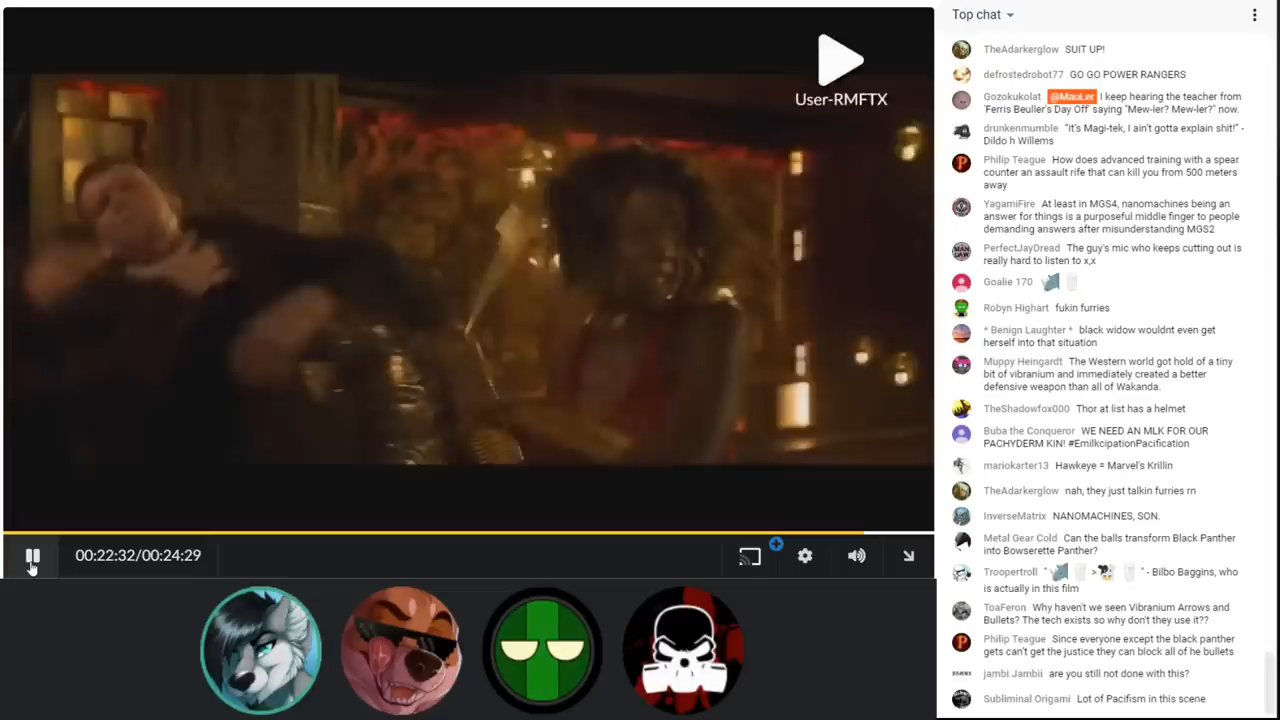 User-RMFTX
00:22:32/00:24:29
Top chat
TheAdarkerglow SUIT UP!
defrostedrobot77 GO GO POWER RANGERS
Gozokukolat @MauLer I keep hearing the teacher from
'Ferris Beuller's Day Off' saying "Mew-ler? Mew-ler?" now.
drunkenmumble "It's Magi-tek, I ain't gotta explain shit!" -
Dildo h Willems
Philip Teague How does advanced training with a spear
counter an assault rife that can kill you from 500 meters
away
YagamiFire At least in MGS4, nanomachines being an
answer for things is a purposeful middle finger to people
demanding answers after misunderstanding MGS2
PerfectJayDread The guy's mic who keeps cutting out is
really hard to listen to x,x
Goalie 170
Robyn Highart fukin furries
* Benign Laughter * black widow wouldnt even get
herself into that situation
Muppy Heingardt The Western world got hold of a tiny
bit of vibranium and immediately created a better
defensive weapon than all of Wakanda.
TheShadowfox000 Thor at list has a helmet
Buba the Conqueror WE NEED AN MLK FOR OUR
PACHYDERM KIN! #EmilkcipationPacification
mariokarter13 Hawkeye = Marvel's Krillin
TheAdarkerglow nah, they just talkin furries rn
InverseMatrix NANOMACHINES, SON.
Metal Gear Cold Can the balls transform Black Panther
into Bowserette Panther?
Troopertroll " > " - Bilbo Baggins, who
is actually in this film
ToaFeron Why haven't we seen Vibranium Arrows and
Bullets? The tech exists so why don't they use it??
Philip Teague Since everyone except the black panther
gets can't get the justice they can block all of he bullets
jambi Jambii are you still not done with this?
Subliminal Origami Lot of Pacifism in this scene